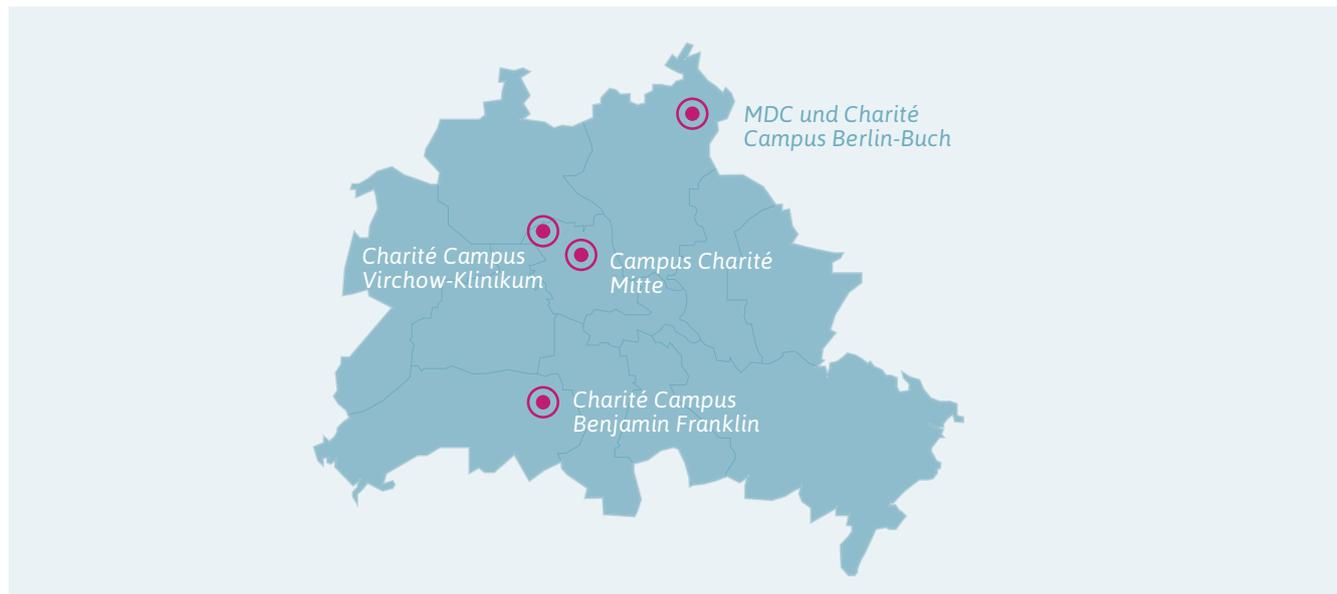 MDC und Charité
Campus Berlin-Buch
Charité Campus
Virchow-Klinikum
Campus Charité
Mitte
Charité Campus
Benjamin Franklin